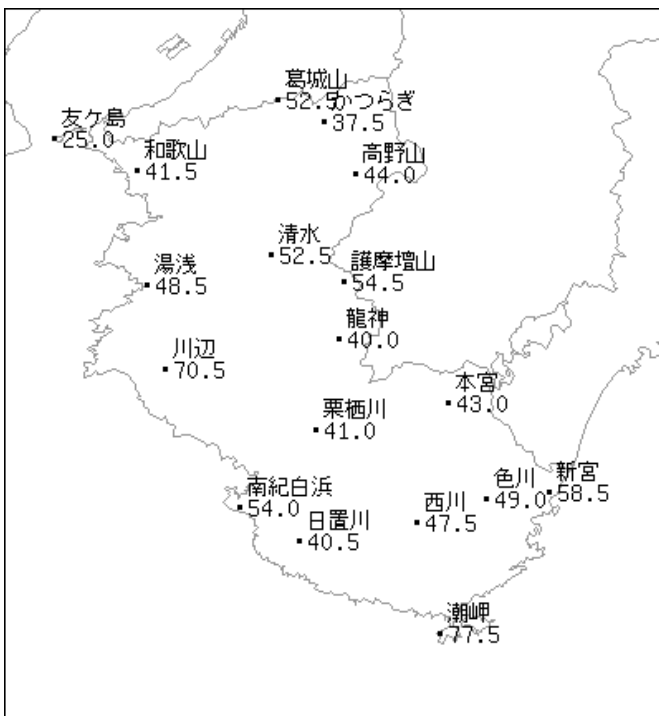 葛城山
52.5
かつらぎ
37.5
友ケ島
25.0
和歌山
41.5
高野山
44.0
清水
52.5
湯浅
48.5
護摩壇山
54.5
龍神
40.0
川辺
70.5
本宮
43.0
栗栖川
41.0
南紀白浜
54.0
日置川
40.5
西川
47.5
色川
49.0
新宮
58.5
潮岬
77.5